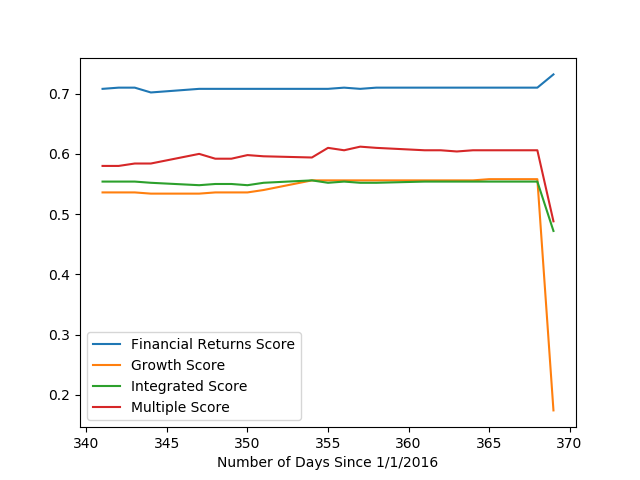 0.7
0.6
0.5
0.4
0.3
0.2
Financial Returns Score
Growth Score
Integrated Score
Multiple Score
340 345 350 355 360 365 370
Number of Days Since 1/1/2016